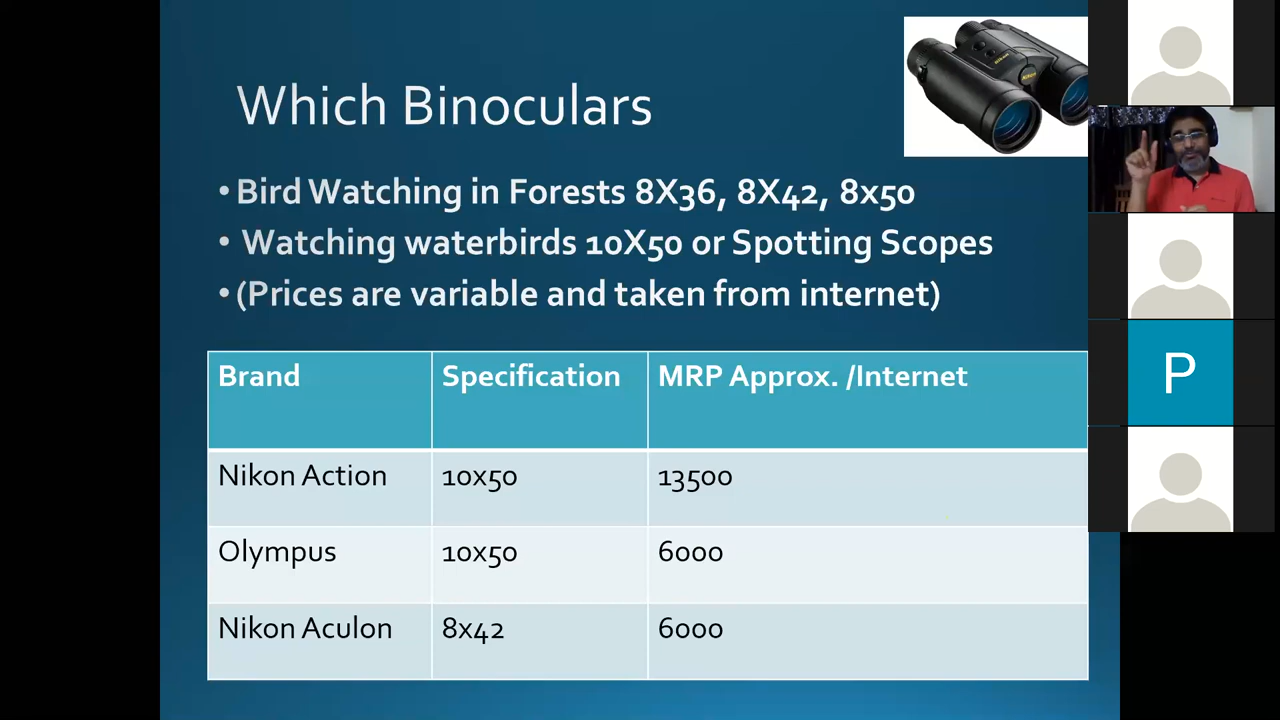 Which Binoculars
• Bird Watching in Forests 8X36, 8X42, 8x50
• Watching waterbirds 10X50 or Spotting Scopes
• (Prices are variable and taken from internet)
Brand Specification MRP Approx. /Internet
Nikon Action 10x50 13500
Olympus 10x50 6000
Nikon Aculon 8x42 6000
Nikon
P